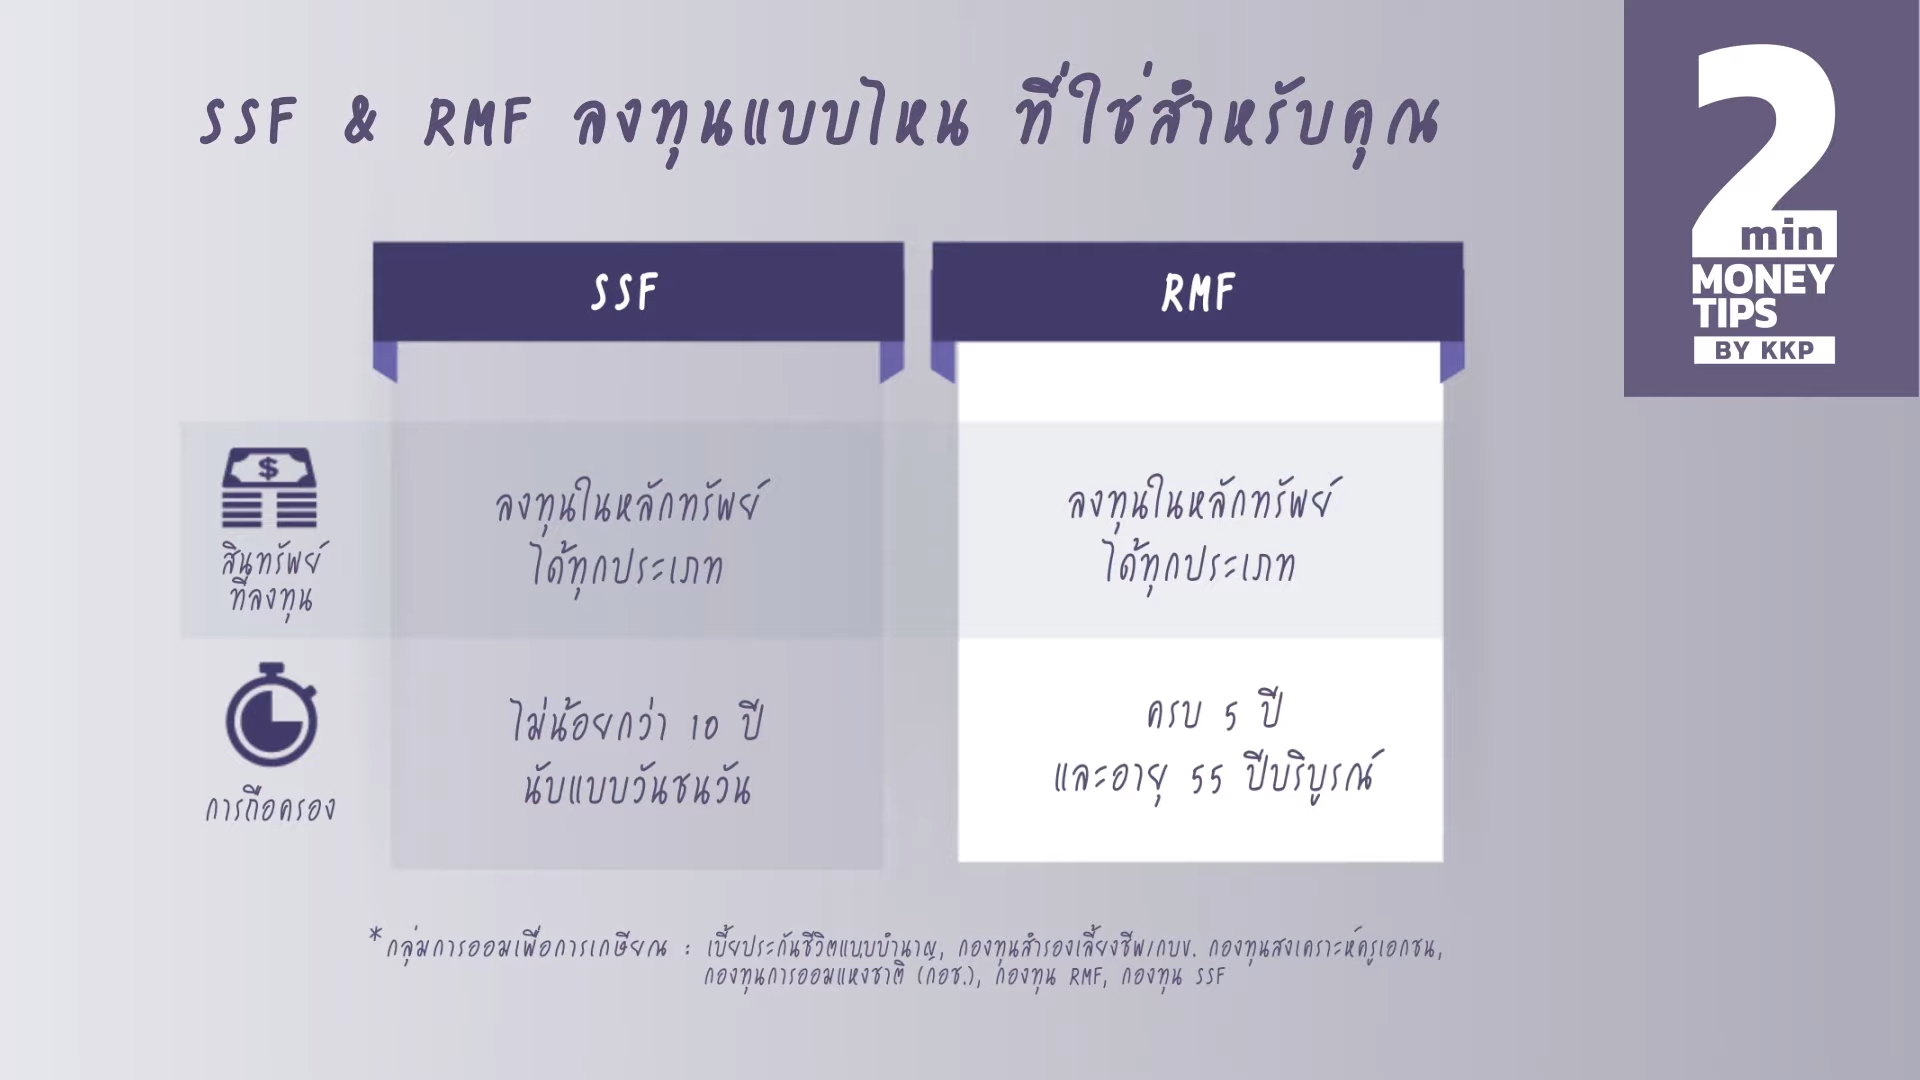 SSF & RMF ลงทุนแบบไหน ที่ใช่สำหรับคุณ
2
min
MONEY
TIPS
BY KKP
SSF
RMF
สินทรัพย์
ที่ลงทุน
ลงทุนในหลักทรัพย์
ได้ทุกประเภท
ลงทุนในหลักทรัพย์
ได้ทุกประเภท
การถือครอง
ไม่น้อยกว่า 10 ปี
นับแบบวันชนวัน
ครบ 5 ปี
และอายุ 55 ปีบริบูรณ์
*กลุ่มการออมเพื่อการเกษียณ : เบี้ยประกันชีวิตแบบบำนาญ, กองทุนสำรองเลี้ยงชีพ/กบข. กองทุนสงเคราะห์ครูเอกชน,
กองทุนการออมแห่งชาติ (กอช.), กองทุน RMF, กองทุน SSF